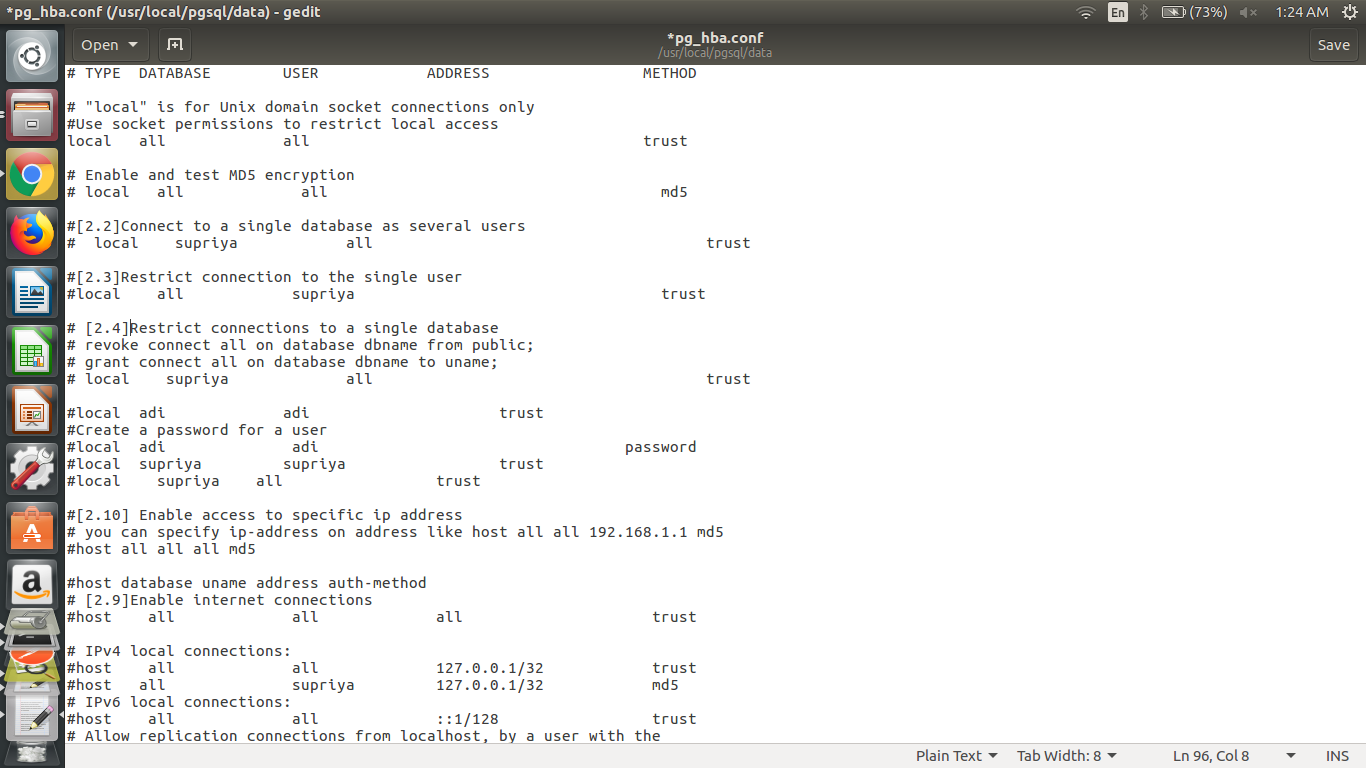 *pg_hba.conf (/usr/local/pgsql/data) - gedit En (73%) 1:24 AM
Open *pg_hba.conf Save
/usr/local/pgsql/data
# TYPE  DATABASE        USER            ADDRESS                 METHOD
# "local" is for Unix domain socket connections only
#Use socket permissions to restrict local access
local   all             all                                     trust
# Enable and test MD5 encryption
# local   all             all                                     md5
#[2.2]Connect to a single database as several users
#  local    supriya            all                                     trust
#[2.3]Restrict connection to the single user
#local    all            supriya                                  trust
# [2.4]Restrict connections to a single database
# revoke connect all on database dbname from public;
# grant connect all on database dbname to uname;
# local    supriya             all                                     trust
#local  adi             adi                     trust
#Create a password for a user
#local  adi              adi                                  password
#local  supriya         supriya                 trust
#local    supriya    all                 trust
#[2.10] Enable access to specific ip address
# you can specify ip-address on address like host all all 192.168.1.1 md5
#host all all all md5
#host database uname address auth-method
# [2.9]Enable internet connections
#host    all             all             all                     trust
# IPv4 local connections:
#host    all             all             127.0.0.1/32            trust
#host   all              supriya         127.0.0.1/32            md5
# IPv6 local connections:
#host    all             all             ::1/128                 trust
# Allow replication connections from localhost, by a user with the
Plain Text Tab Width: 8 Ln 96, Col 8 INS